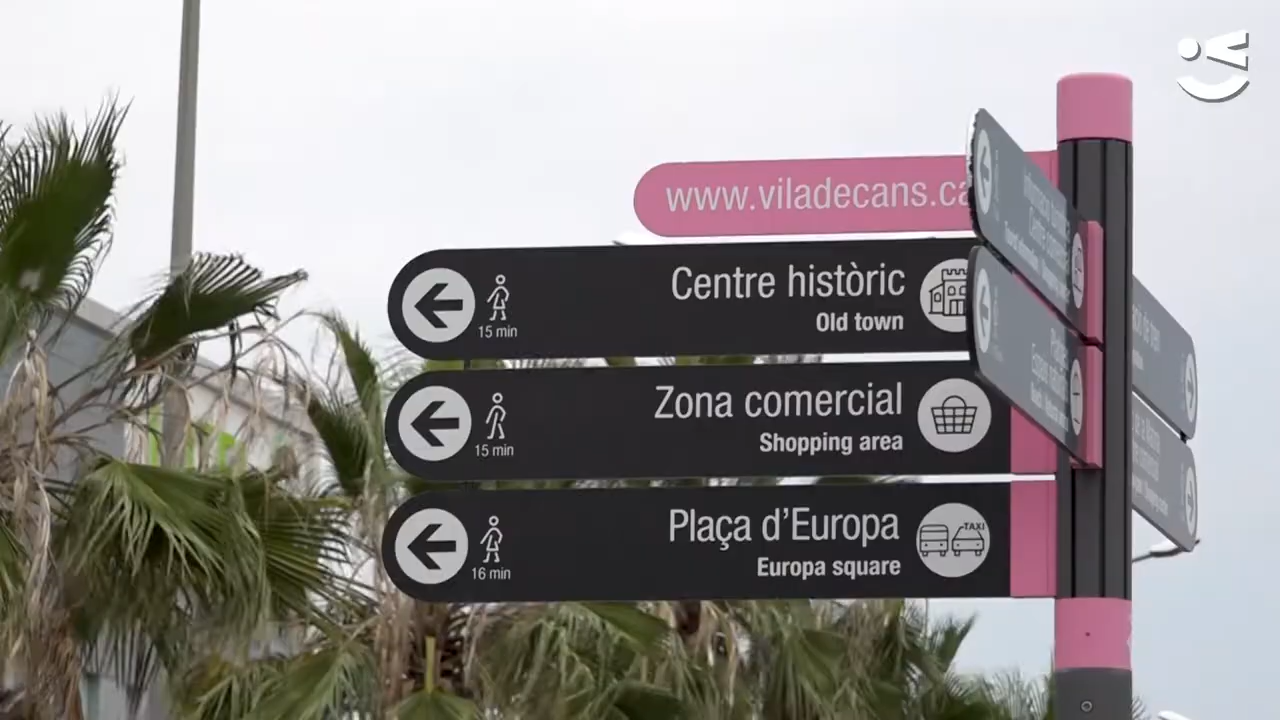 www.viladecans.ca
Centre històric
Old town
15 min
Zona comercial
Shopping area
15 min
Plaça d'Europa
Europa square
TAXI
16 min